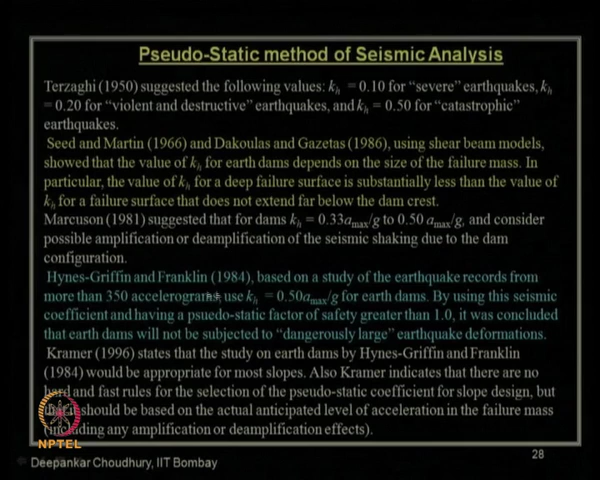 Pseudo-Static method of Seismic Analysis
Terzaghi (1950) suggested the following values: kh = 0.10 for “severe” earthquakes, kh
= 0.20 for “violent and destructive” earthquakes, and kh = 0.50 for “catastrophic”
earthquakes.
Seed and Martin (1966) and Dakoulas and Gazetas (1986), using shear beam models,
showed that the value of kh for earth dams depends on the size of the failure mass. In
particular, the value of kh for a deep failure surface is substantially less than the value of
kh for a failure surface that does not extend far below the dam crest.
Marcuson (1981) suggested that for dams kh = 0.33amax/g to 0.50 amax/g, and consider
possible amplification or deamplification of the seismic shaking due to the dam
configuration.
Hynes-Griffin and Franklin (1984), based on a study of the earthquake records from
more than 350 accelerograms use kh = 0.50amax/g for earth dams. By using this seismic
coefficient and having a psuedo-static factor of safety greater than 1.0, it was concluded
that earth dams will not be subjected to “dangerously large” earthquake deformations.
Kramer (1996) states that the study on earth dams by Hynes-Griffin and Franklin
(1984) would be appropriate for most slopes. Also Kramer indicates that there are no
hard and fast rules for the selection of the pseudo-static coefficient for slope design, but
that it should be based on the actual anticipated level of acceleration in the failure mass
(including any amplification or deamplification effects).
NPTEL
Deepankar Choudhury, IIT Bombay
28